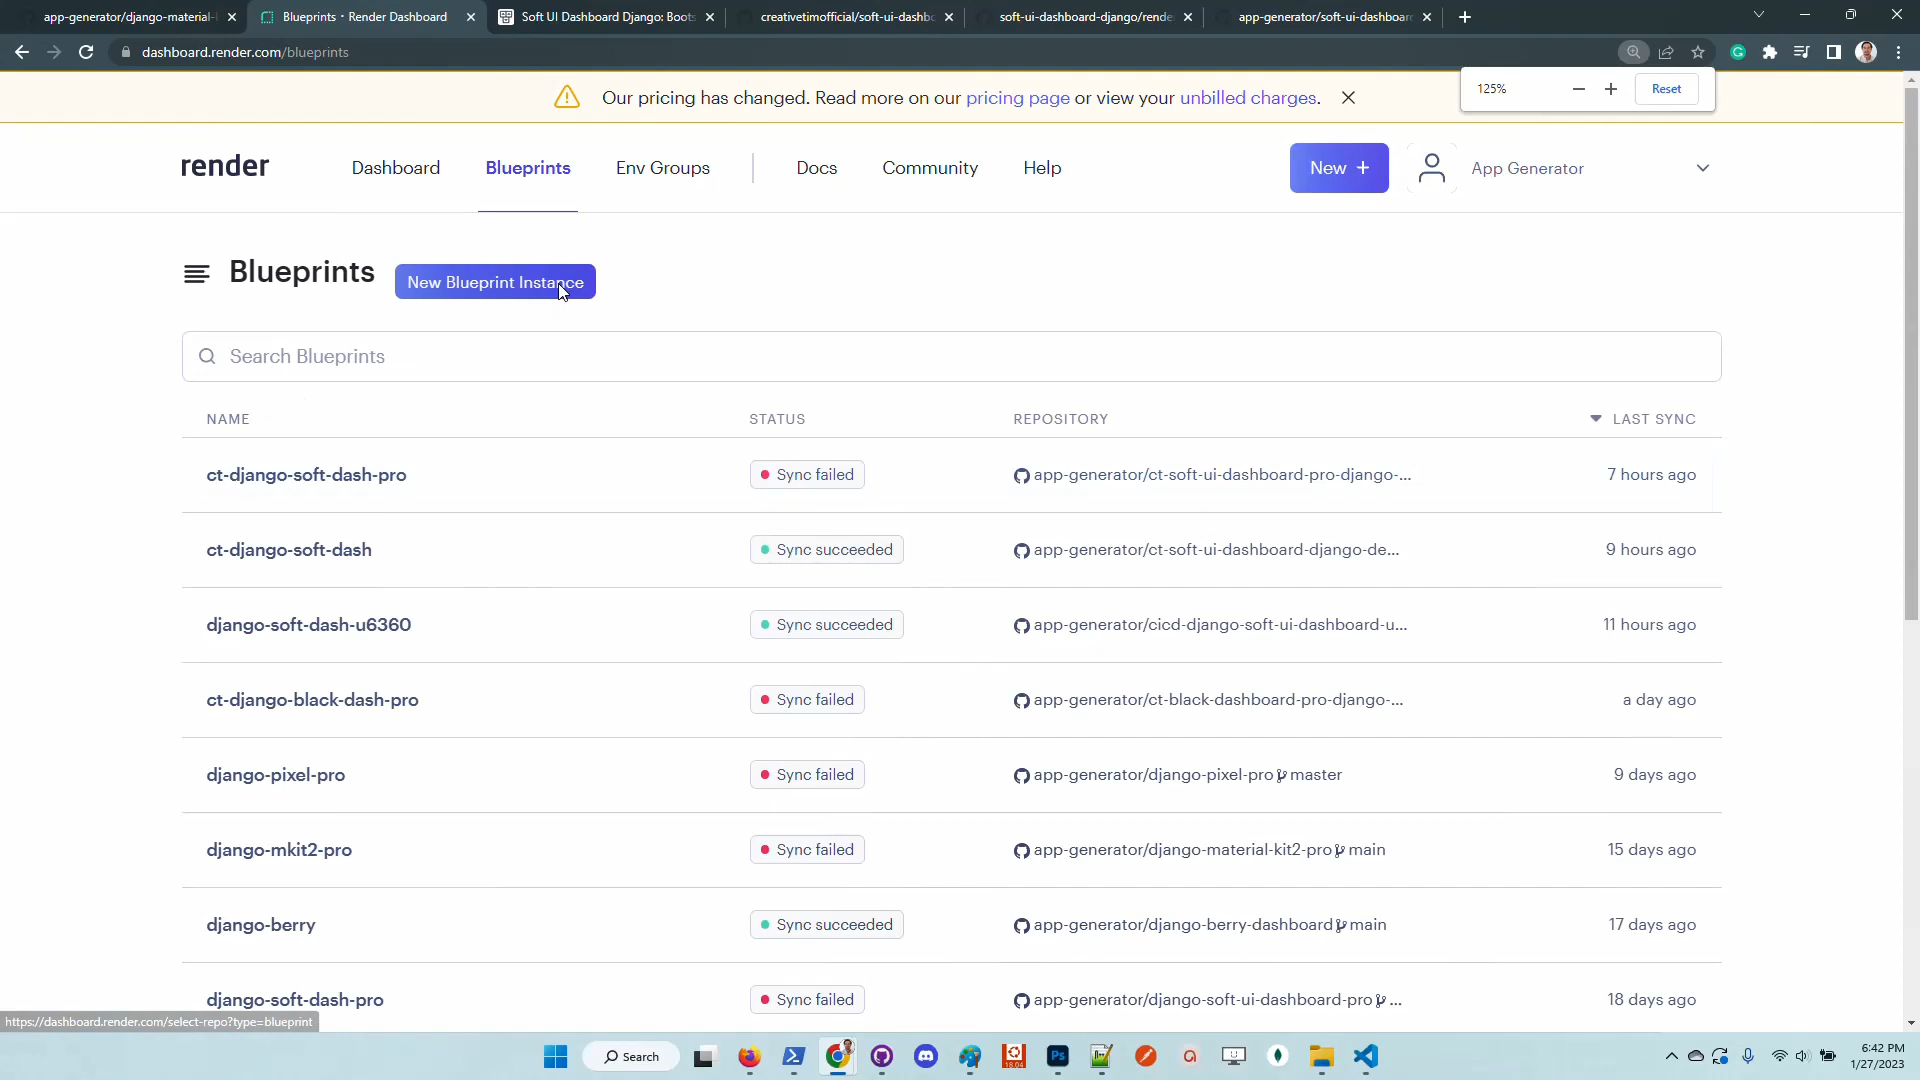 app-generator/django-material-
Blueprints · Render Dashboard
Soft UI Dashboard Django: Boots
creativetimofficial/soft-ui-dashbo
soft-ui-dashboard-django/rende
app-generator/soft-ui-dashboard
dashboard.render.com/blueprints
Our pricing has changed. Read more on our pricing page or view your unbilled charges.
125%
Reset
render
Dashboard
Blueprints
Env Groups
Docs
Community
Help
New +
App Generator
Blueprints
New Blueprint Instance
Search Blueprints
NAME STATUS REPOSITORY LAST SYNC
ct-django-soft-dash-pro Sync failed app-generator/ct-soft-ui-dashboard-pro-django-... 7 hours ago
ct-django-soft-dash Sync succeeded app-generator/ct-soft-ui-dashboard-django-de... 9 hours ago
django-soft-dash-u6360 Sync succeeded app-generator/cicd-django-soft-ui-dashboard-u... 11 hours ago
ct-django-black-dash-pro Sync failed app-generator/ct-black-dashboard-pro-django-... a day ago
django-pixel-pro Sync failed app-generator/django-pixel-pro master 9 days ago
django-mkit2-pro Sync failed app-generator/django-material-kit2-pro main 15 days ago
django-berry Sync succeeded app-generator/django-berry-dashboard main 17 days ago
django-soft-dash-pro Sync failed app-generator/django-soft-ui-dashboard-pro ... 18 days ago
https://dashboard.render.com/select-repo?type=blueprint
Search
Ps
18.04
6:42 PM
1/27/2023